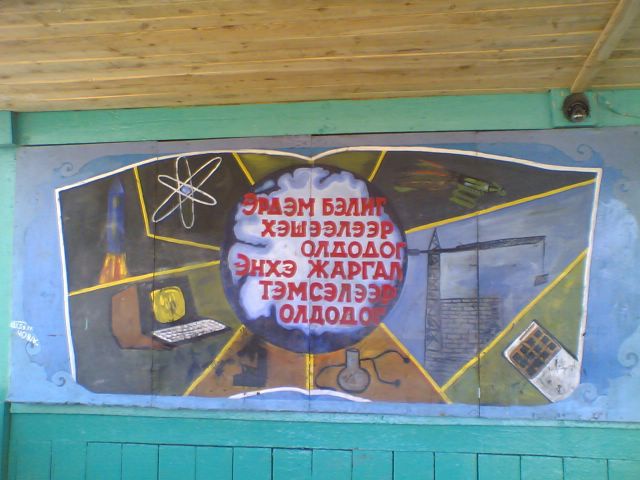 ЭРДЭМ БЭЛИГ
ХЭШЭЭЛЭЭР
ОЛДОДОГ
ЭНХЭ ЖАРГАЛ
ТЭМСЭЛЭЭР
ОЛДОДОГ